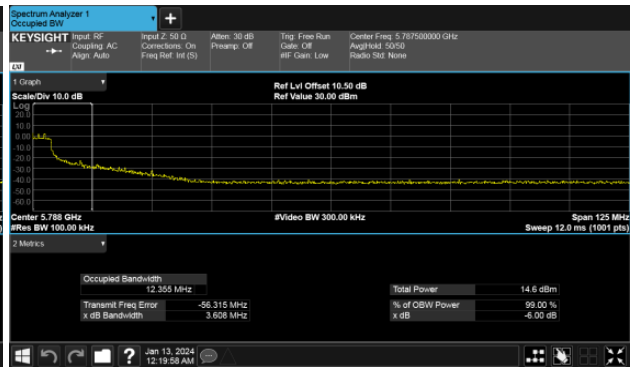 Spectrum Analyzer 1
Occupied BW
+
KEYSIGHT Input: RF Input Z: 50 Ω Atten: 30 dB Trig: Free Run Center Freq: 5.787500000 GHz
Coupling: AC Corrections: On Preamp: Off Gate: Off Avg|Hold: 50/50
Align: Auto Freq Ref: Int (S) #IF Gain: Low Radio Std: None
LXI
1 Graph
Ref Lvl Offset 10.50 dB
Scale/Div 10.0 dB Ref Value 30.00 dBm
Log
20.0
10.0
0.00
-10.0
-20.0
-30.0
-40.0
-50.0
-60.0
Center 5.788 GHz #Video BW 300.00 kHz Span 125 MHz
#Res BW 100.00 kHz Sweep 12.0 ms (1001 pts)
2 Metrics
Occupied Bandwidth
12.355 MHz Total Power 14.6 dBm
Transmit Freq Error -56.315 MHz % of OBW Power 99.00 %
x dB Bandwidth 3.608 MHz x dB -6.00 dB
? Jan 13, 2024
12:19:58 AM